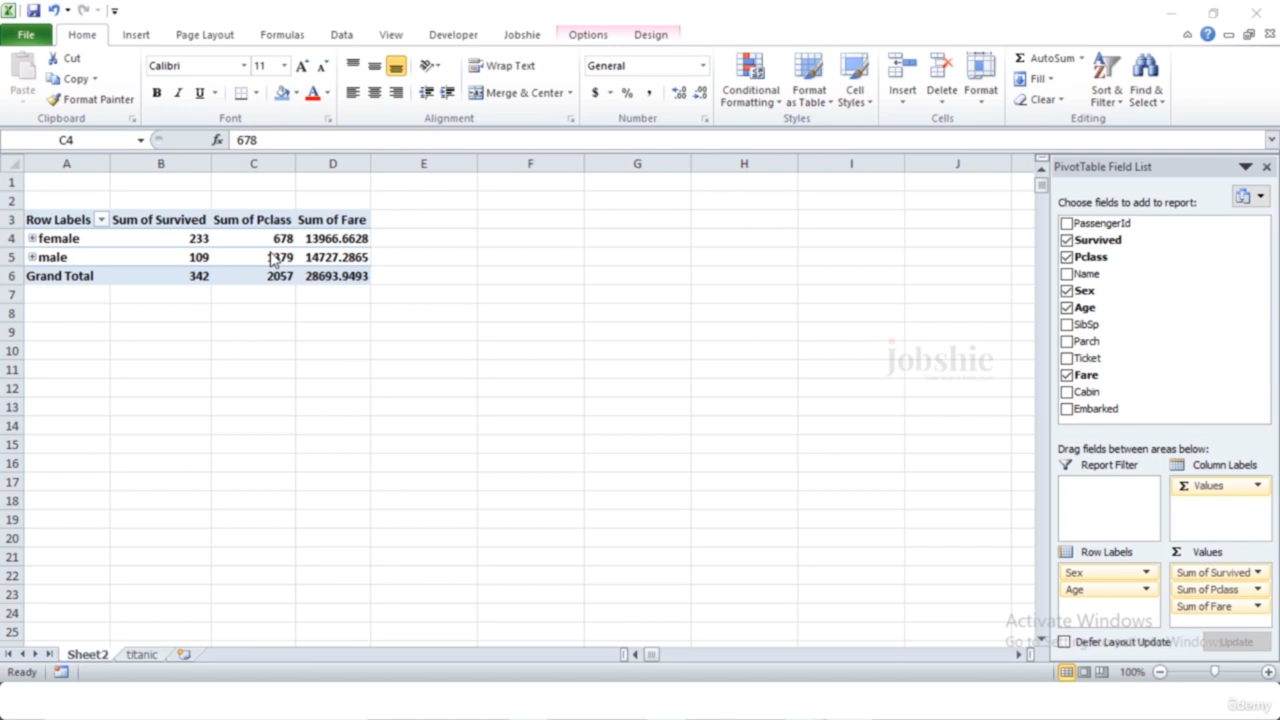 File Home Insert Page Layout Formulas Data View Developer Jobshie Options Design
Paste Cut Copy Format Painter Clipboard
Calibri 11 B I U A Font
Wrap Text Merge & Center Alignment
General $ % , Number
Conditional Formatting Format as Table Cell Styles Styles
Insert Delete Format Cells
AutoSum Fill Clear Sort & Filter Find & Select Editing
C4 fx 678
A B C D E F G H I J
1
2
3 Row Labels Sum of Survived Sum of Pclass Sum of Fare
4 female 233 678 13966.6628
5 male 109 1379 14727.2865
6 Grand Total 342 2057 28693.9493
7
8
9
10
11
12
13
14
15
16
17
18
19
20
21
22
23
24
25
jobshie
PivotTable Field List
Choose fields to add to report:
PassengerId
Survived
Pclass
Name
Sex
Age
SibSp
Parch
Ticket
Fare
Cabin
Embarked
Drag fields between areas below:
Report Filter Column Labels
Σ Values
Row Labels Σ Values
Sex Sum of Survived
Age Sum of Pclass
Sum of Fare
Activate Windows
Defer Layout Update Update
Sheet2 titanic
Ready 100%
ûdemy